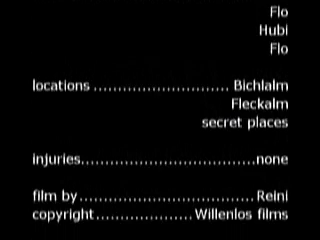 Flo
Hubi
Flo
locations ............................ Bichlalm
Fleckalm
secret places
injuries....................................none
film by.................................... Reini
copyright.................... Willenlos films